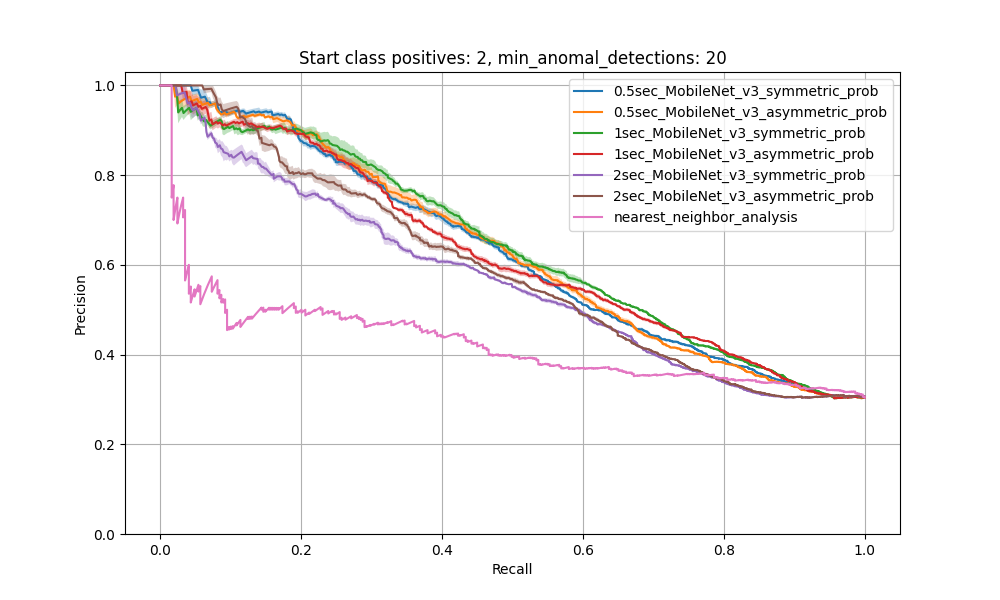 Start class positives: 2, min_anomal_detections: 20
1.0
0.8
0.6
0.4
0.2
0.0
Precision
0.5sec_MobileNet_v3_symmetric_prob
0.5sec_MobileNet_v3_asymmetric_prob
1sec_MobileNet_v3_symmetric_prob
1sec_MobileNet_v3_asymmetric_prob
2sec_MobileNet_v3_symmetric_prob
2sec_MobileNet_v3_asymmetric_prob
nearest_neighbor_analysis
0.0 0.2 0.4 0.6 0.8 1.0
Recall